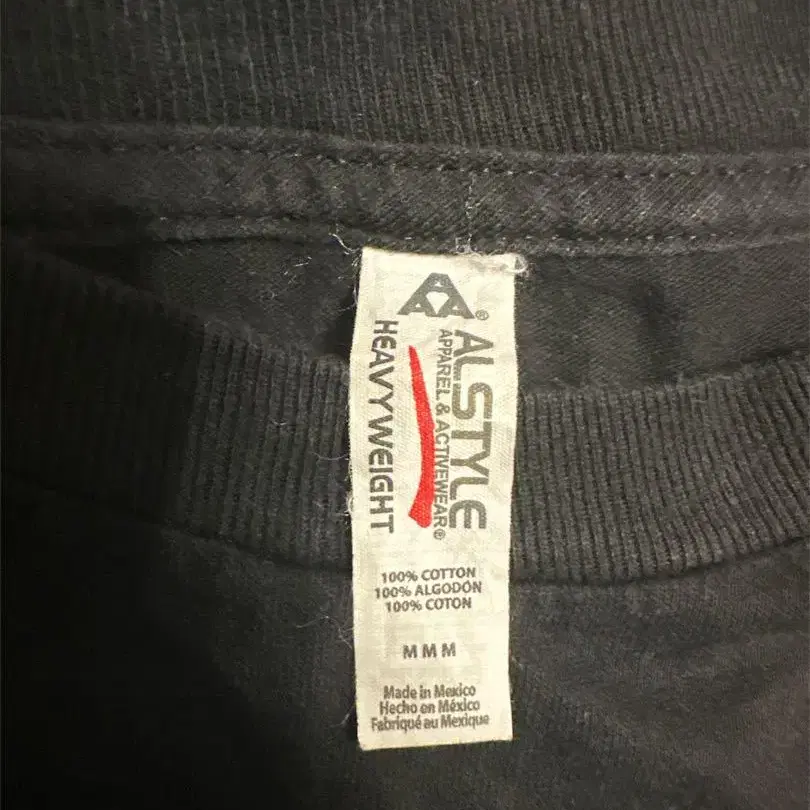 AAA®
ALSTYLE
APPAREL & ACTIVEWEAR®
HEAVYWEIGHT
100% COTTON
100% ALGODÓN
100% COTON
M M M
Made in Mexico
Hecho en México
Fabriqué au Mexique